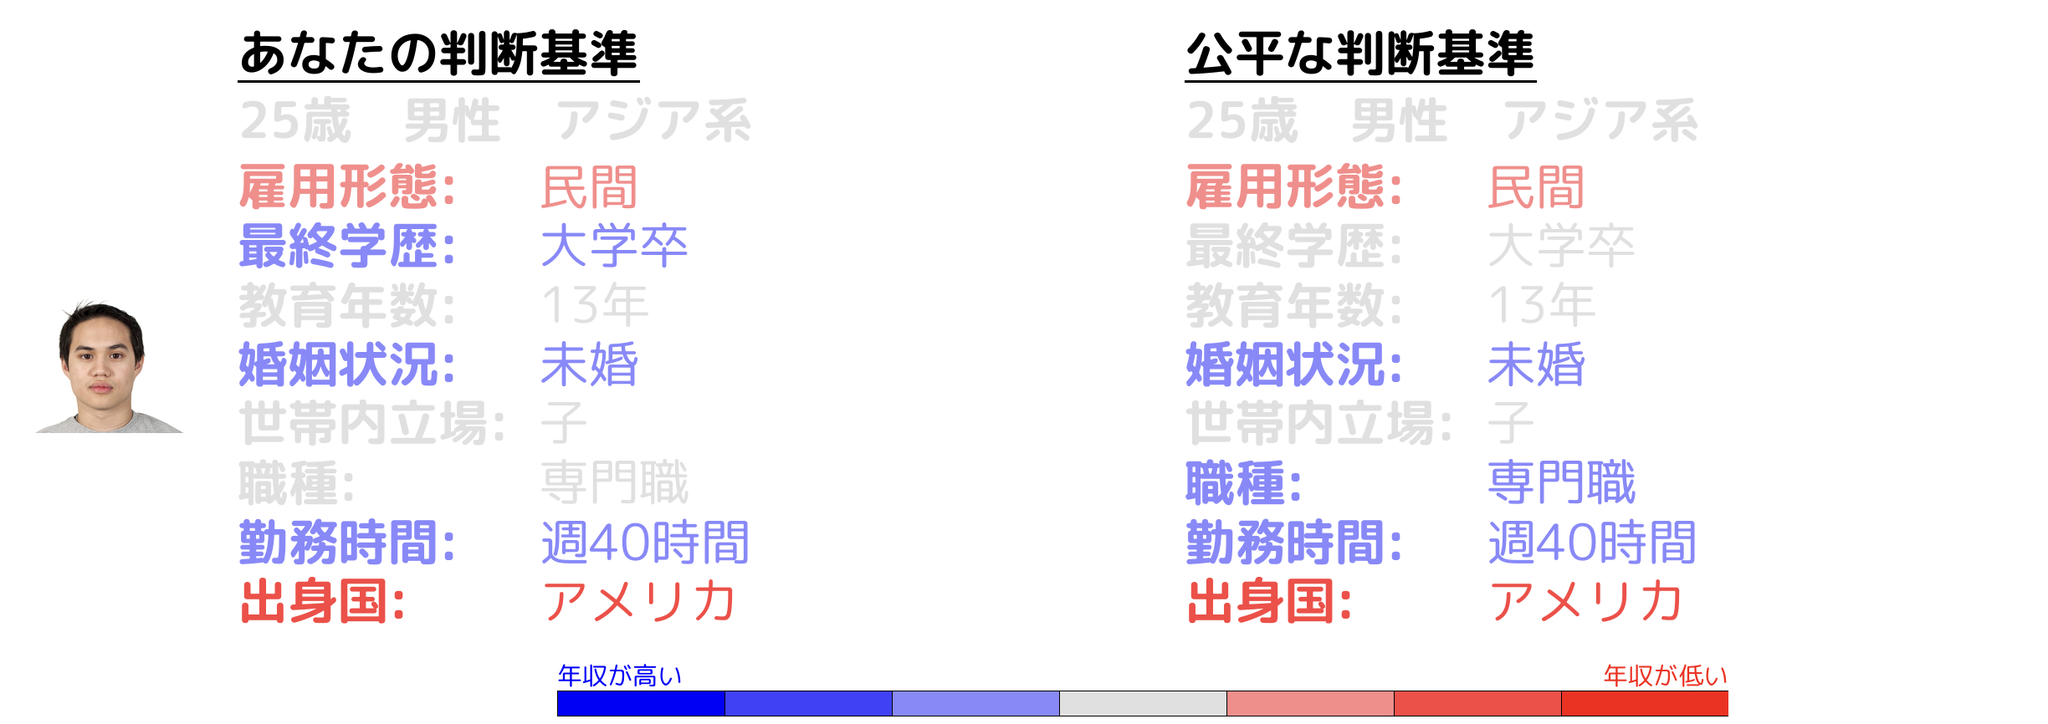 あなたの判断基準
25歳 男性 アジア系
雇用形態: 民間
最終学歴: 大学卒
教育年数: 13年
婚姻状況: 未婚
世帯内立場: 子
職種: 専門職
勤務時間: 週40時間
出身国: アメリカ
公平な判断基準
25歳 男性 アジア系
雇用形態: 民間
最終学歴: 大学卒
教育年数: 13年
婚姻状況: 未婚
世帯内立場: 子
職種: 専門職
勤務時間: 週40時間
出身国: アメリカ
年収が高い
年収が低い